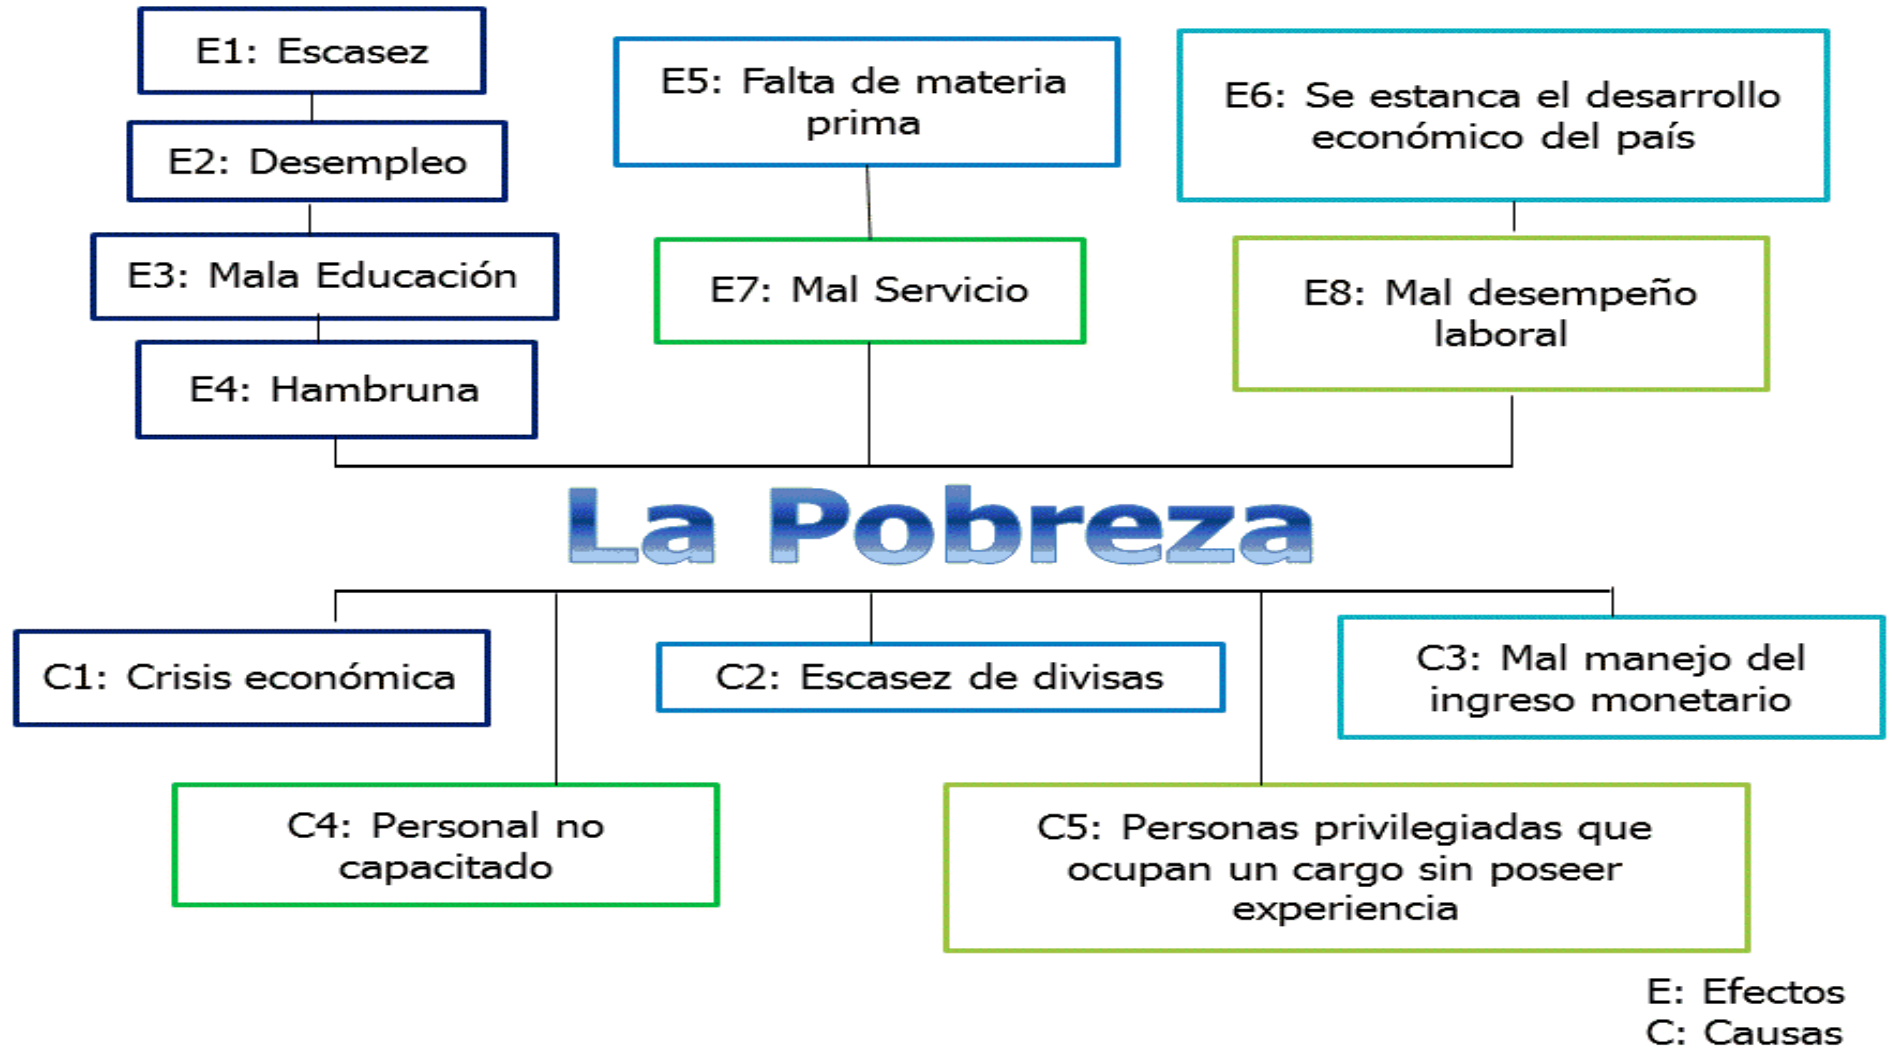 E1: Escasez
E2: Desempleo
E3: Mala Educación
E4: Hambruna
E5: Falta de materia
prima
E7: Mal Servicio
E6: Se estanca el desarrollo
económico del país
E8: Mal desempeño
laboral
La Pobreza
C1: Crisis económica
C2: Escasez de divisas
C3: Mal manejo del
ingreso monetario
C4: Personal no
capacitado
C5: Personas privilegiadas que
ocupan un cargo sin poseer
experiencia
E: Efectos
C: Causas